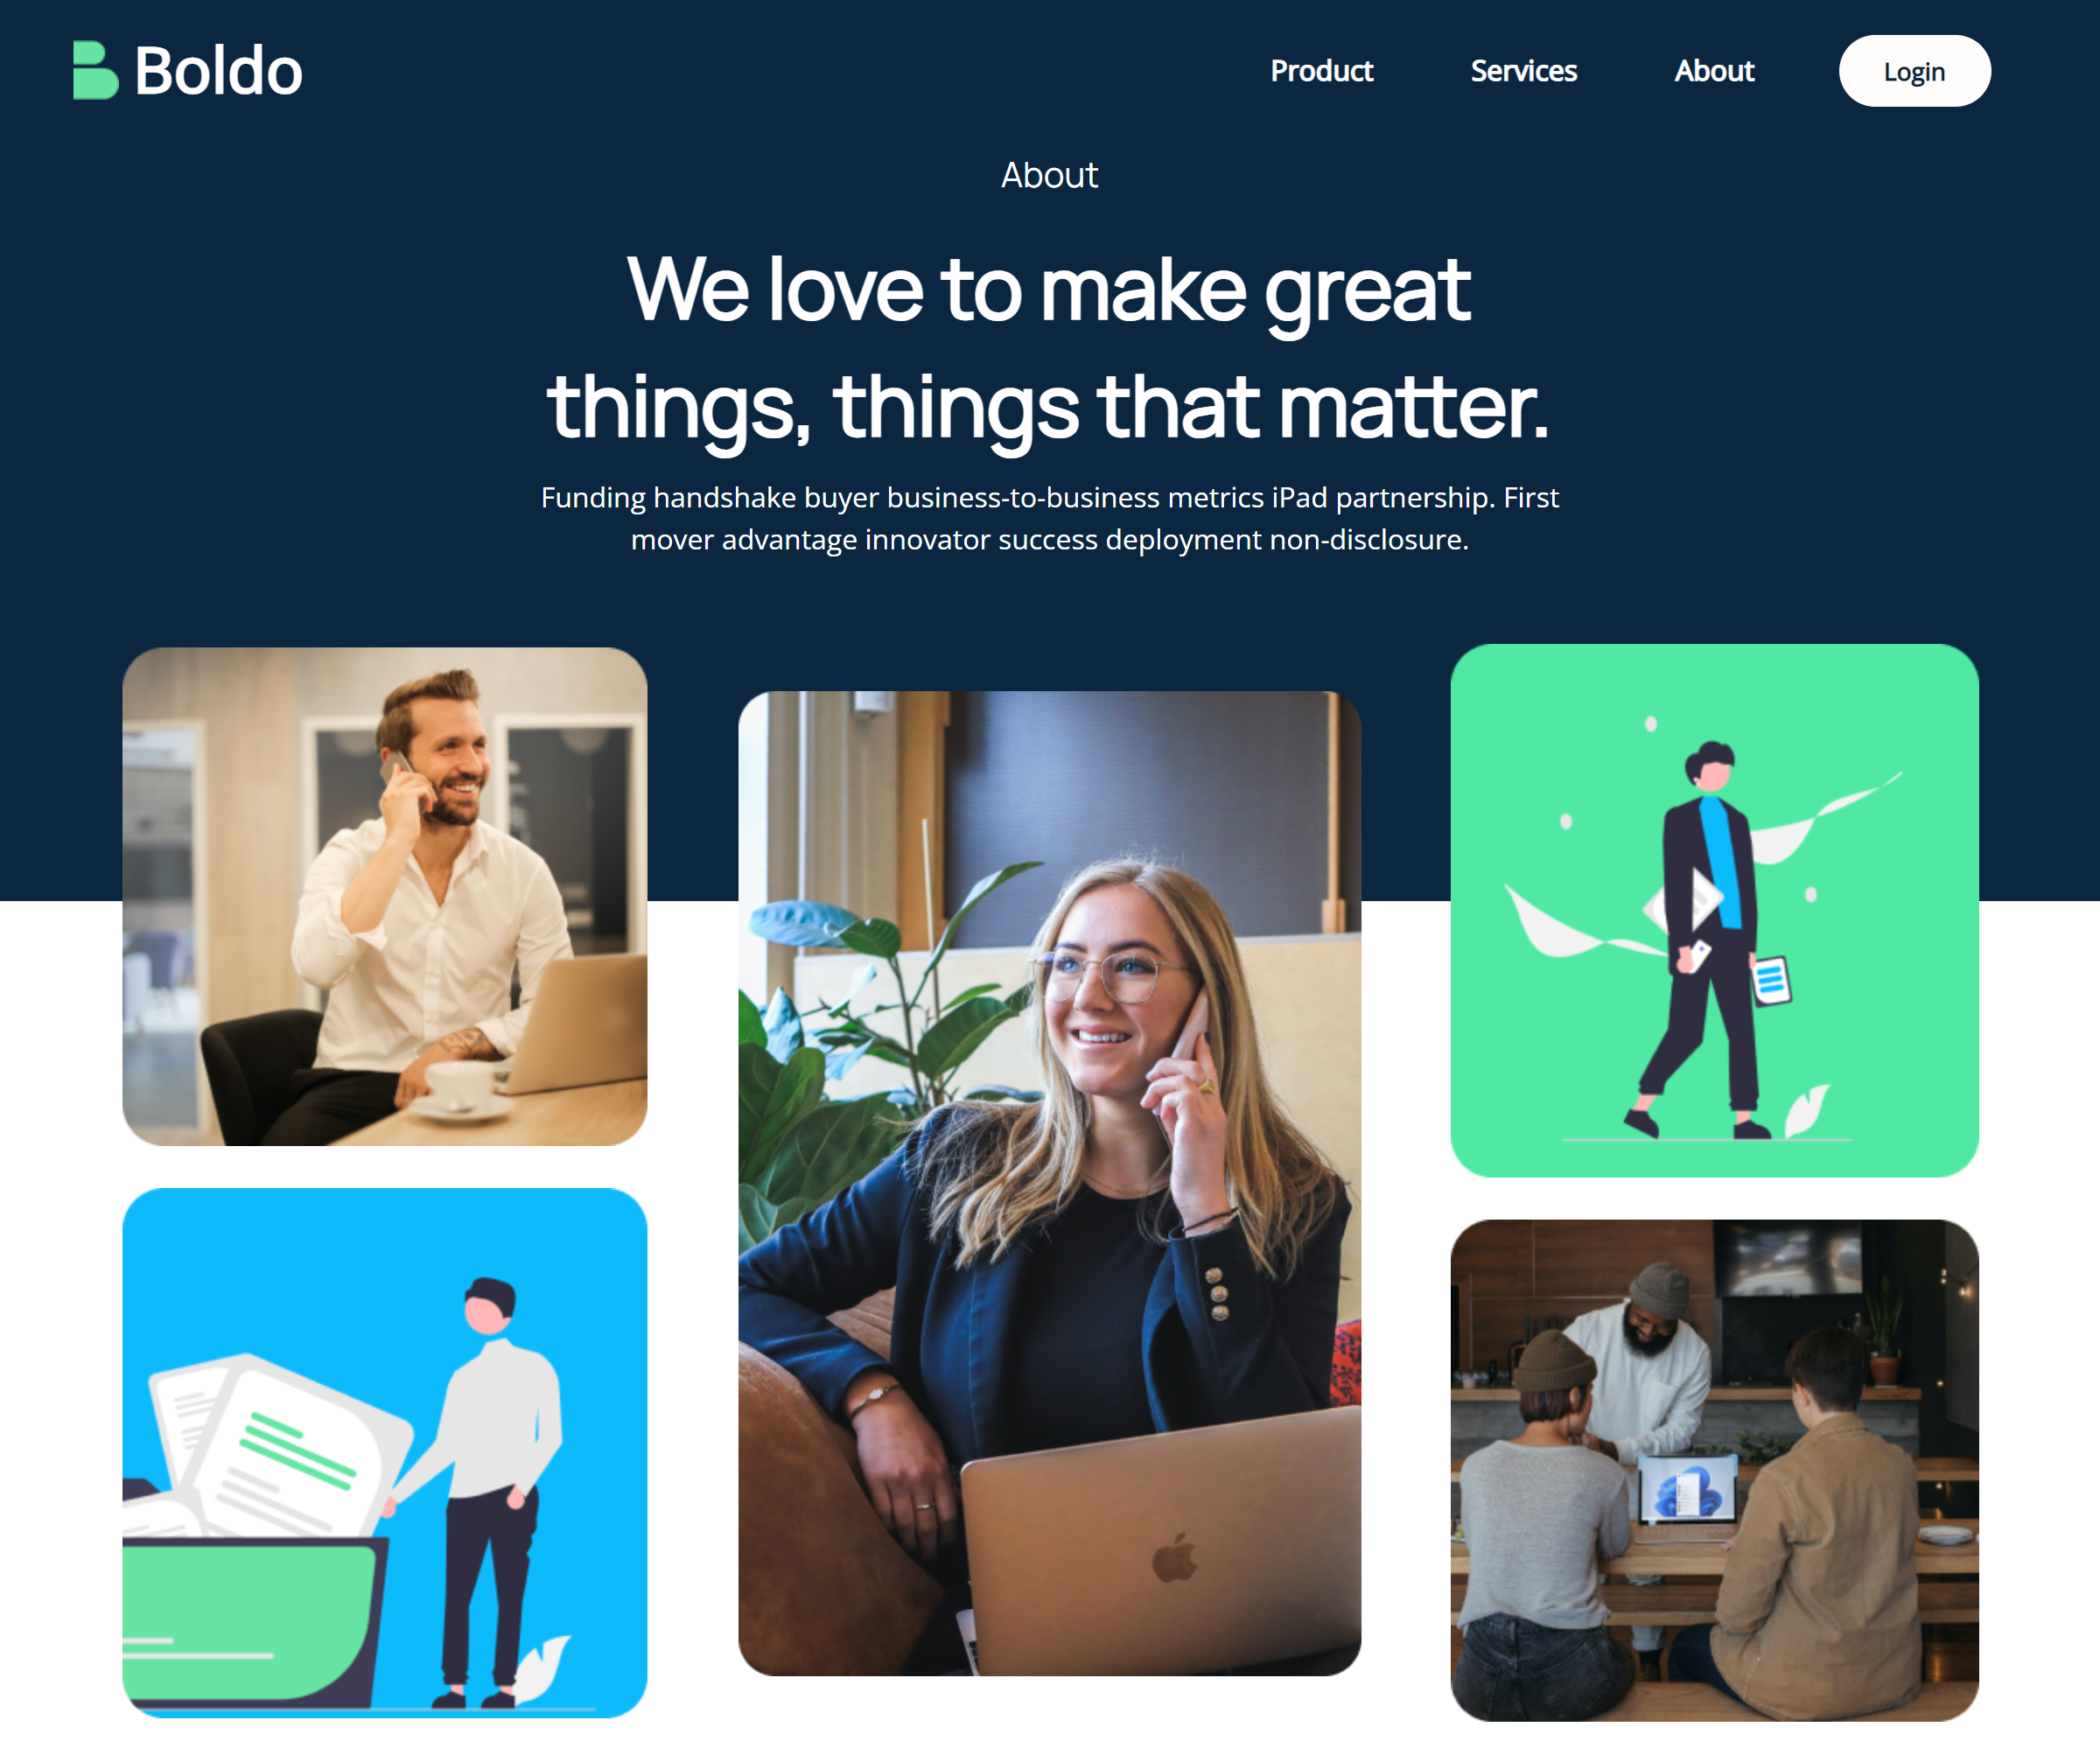 Boldo
Product
Services
About
Login
About
We love to make great
things, things that matter.
Funding handshake buyer business-to-business metrics iPad partnership. First
mover advantage innovator success deployment non-disclosure.